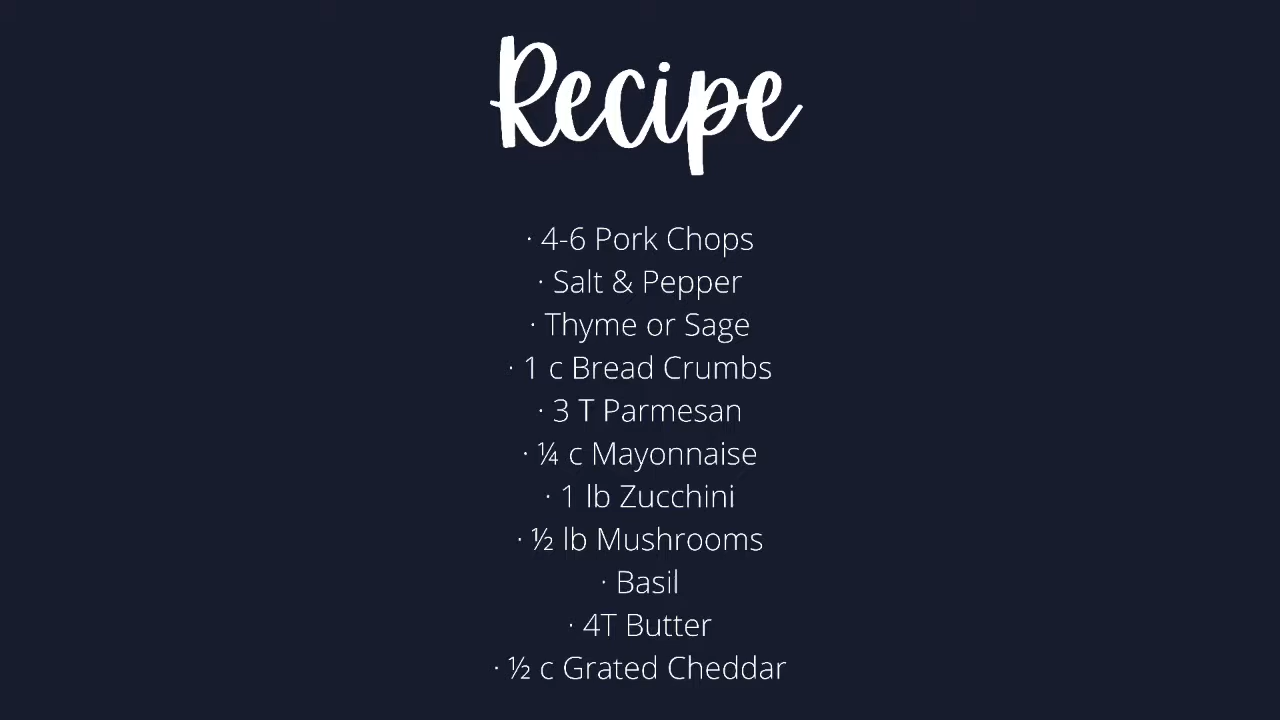 Recipe
· 4-6 Pork Chops
· Salt & Pepper
· Thyme or Sage
· 1 c Bread Crumbs
· 3 T Parmesan
· ¼ c Mayonnaise
· 1 lb Zucchini
· ½ lb Mushrooms
· Basil
· 4T Butter
· ½ c Grated Cheddar